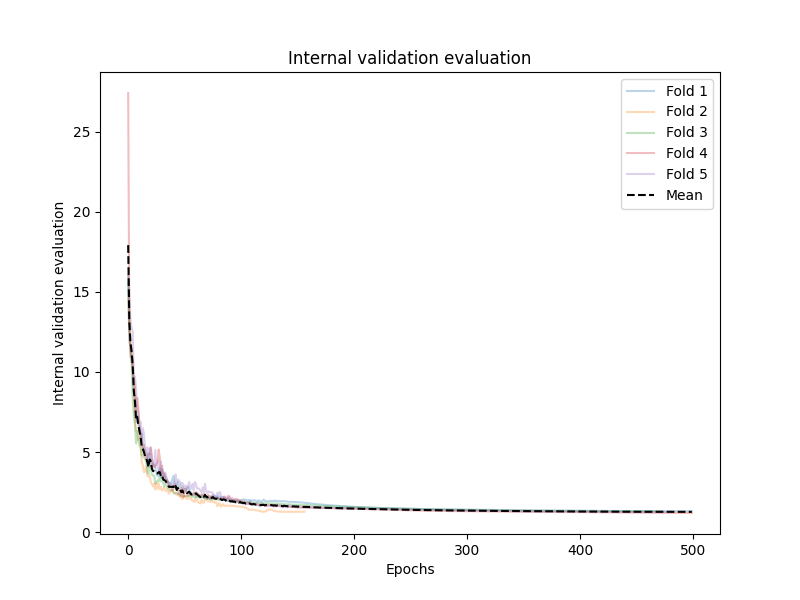 Internal validation evaluation
Fold 1
Fold 2
Fold 3
Fold 4
Fold 5
Mean
Internal validation evaluation
25
20
15
10
5
0
0 100 200 300 400 500
Epochs